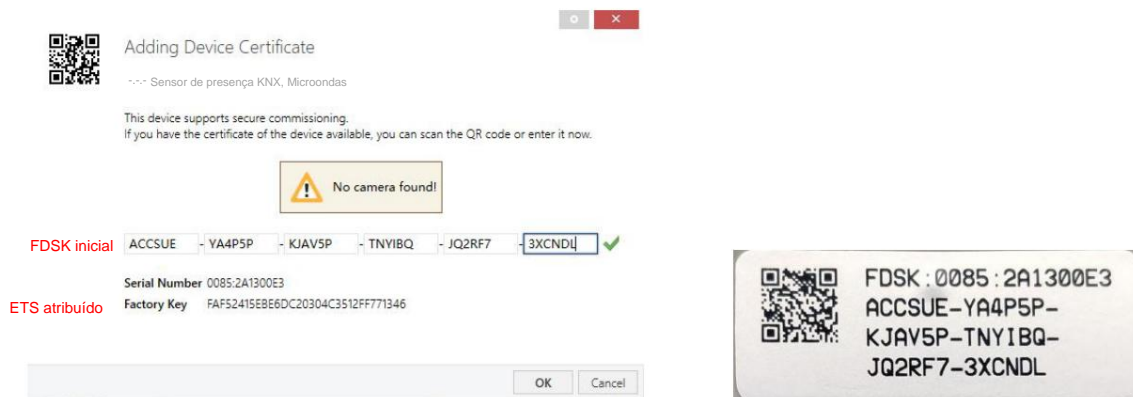 Adding Device Certificate
-.-.- Sensor de presença KNX, Microondas
This device supports secure commissioning.
If you have the certificate of the device available, you can scan the QR code or enter it now.
No camera found!
FDSK inicial ACCSUE - YA4P5P - KJAV5P - TNYIBQ - JQ2RF7 - 3XCNDL
Serial Number 0085:2A1300E3
ETS atribuído Factory Key FAF52415EBE6DC20304C3512FF771346
OK Cancel
FDSK:0085:2A1300E3
ACCSUE-YA4P5P-
KJAV5P-TNYIBQ-
JQ2RF7-3XCNDL